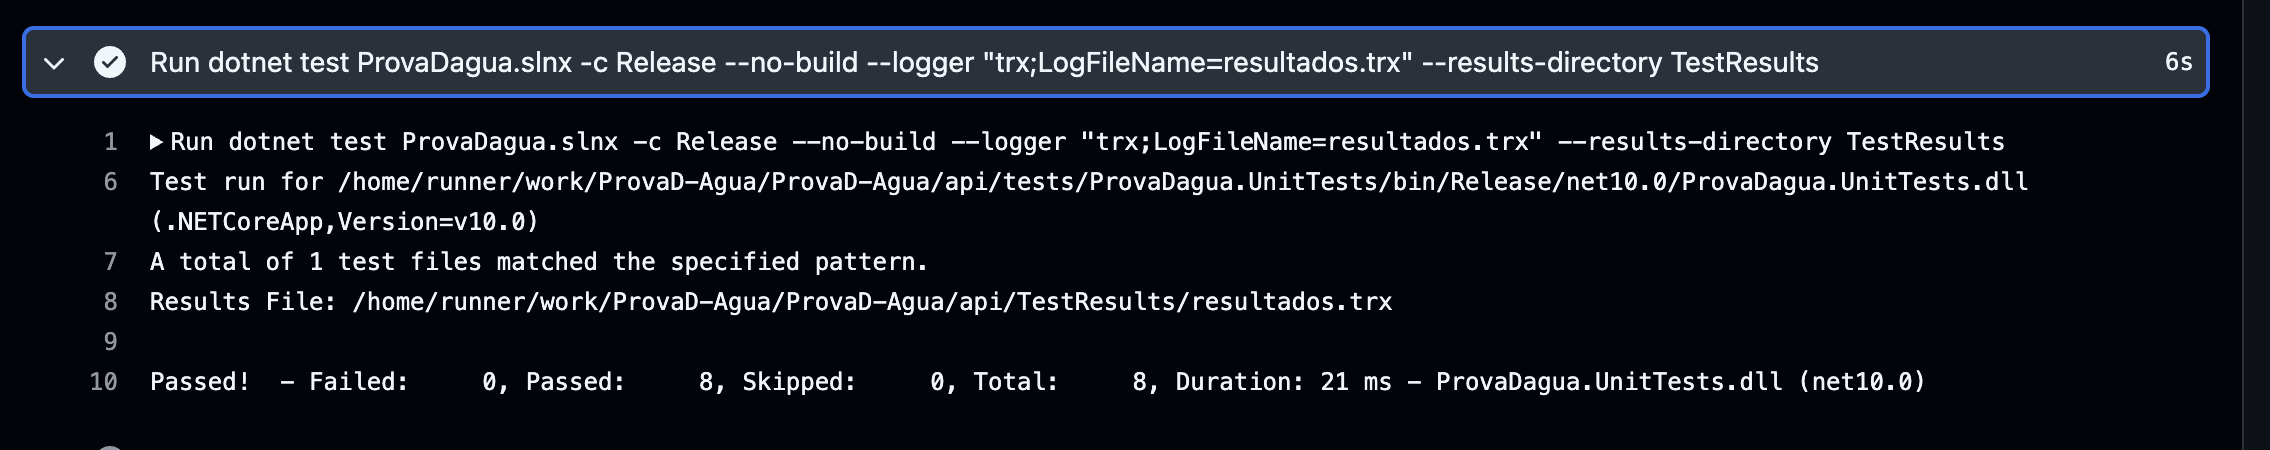 Run dotnet test ProvaDagua.slnx -c Release --no-build --logger "trx;LogFileName=resultados.trx" --results-directory TestResults 6s
1 Run dotnet test ProvaDagua.slnx -c Release --no-build --logger "trx;LogFileName=resultados.trx" --results-directory TestResults
6 Test run for /home/runner/work/ProvaD-Agua/ProvaD-Agua/api/tests/ProvaDagua.UnitTests/bin/Release/net10.0/ProvaDagua.UnitTests.dll
(.NETCoreApp,Version=v10.0)
7 A total of 1 test files matched the specified pattern.
8 Results File: /home/runner/work/ProvaD-Agua/ProvaD-Agua/api/TestResults/resultados.trx
9
10 Passed!  - Failed:     0, Passed:     8, Skipped:     0, Total:     8, Duration: 21 ms - ProvaDagua.UnitTests.dll (net10.0)